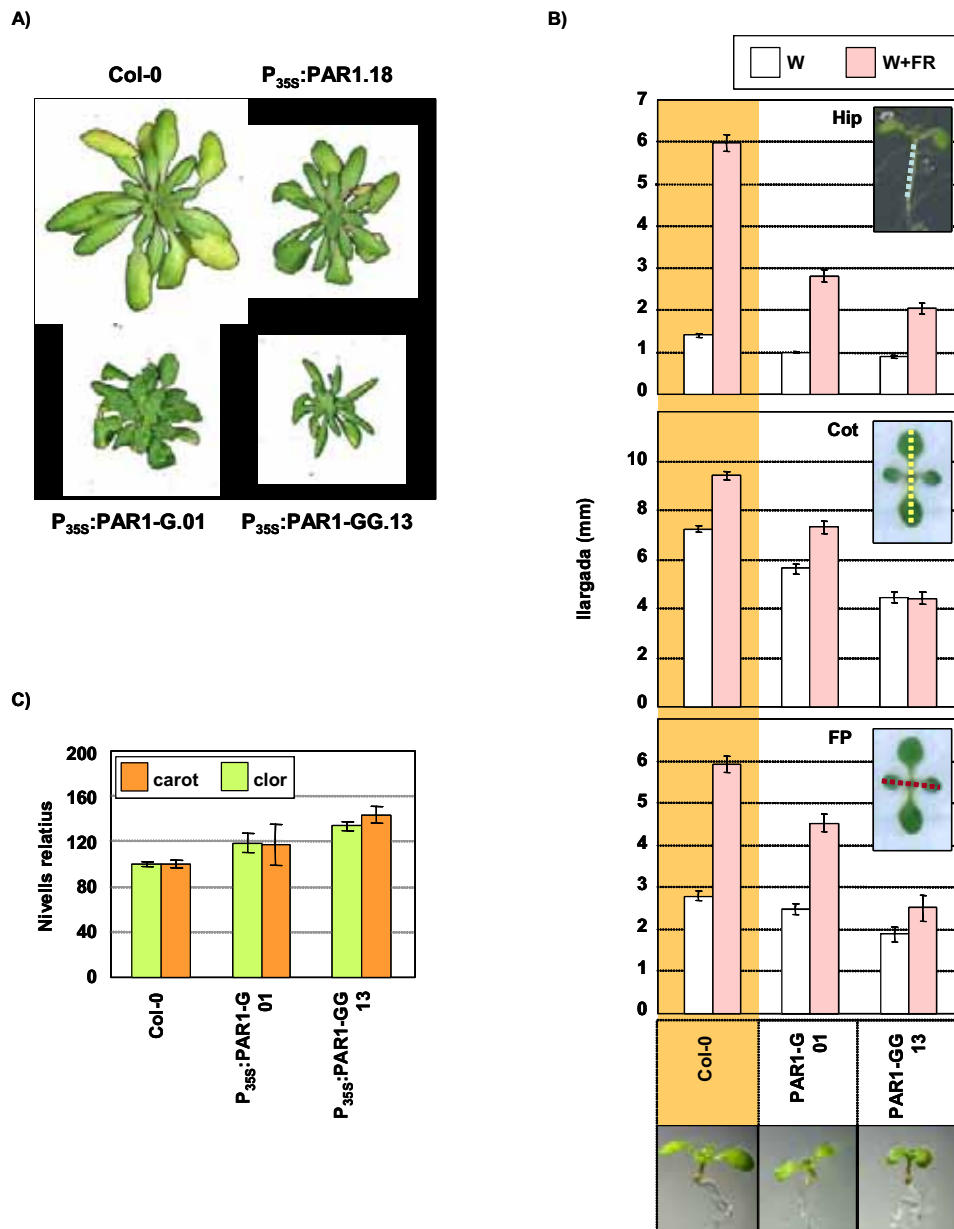 A)
Col-0
P35S:PAR1.18
P35S:PAR1-G.01
P35S:PAR1-GG.13
B)
W
W+FR
Hip
7
6
5
4
3
2
1
0
Cot
10
8
6
4
2
0
FP
6
5
4
3
2
1
0
llargada (mm)
Col-0
PAR1-G
01
PAR1-GG
13
C)
carot
clor
200
160
120
80
40
0
Nivells relatius
Col-0
P35S:PAR1-G
01
P35S:PAR1-GG
13